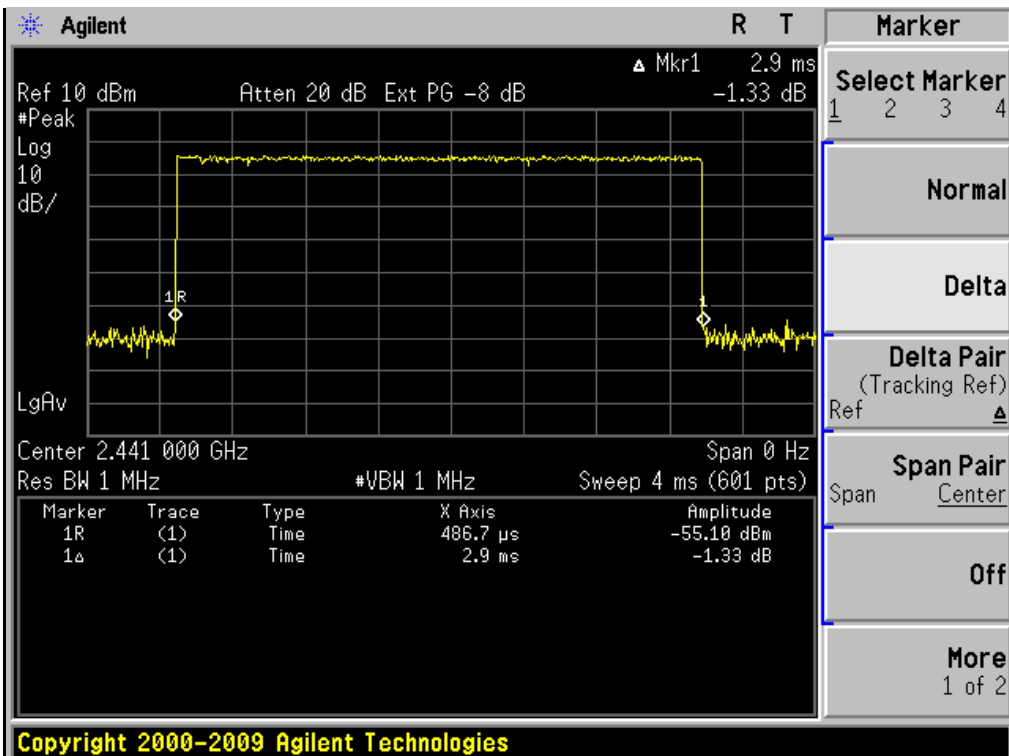 Agilent R T
Δ Mkr1 2.9 ms
Ref 10 dBm Atten 20 dB Ext PG -8 dB -1.33 dB
#Peak
Log
10
dB/
1R
1
LgAv
Center 2.441 000 GHz Span 0 Hz
Res BW 1 MHz #VBW 1 MHz Sweep 4 ms (601 pts)
Marker Trace Type X Axis Amplitude
1R (1) Time 486.7 µs -55.10 dBm
1Δ (1) Time 2.9 ms -1.33 dB
Marker
Select Marker
1 2 3 4
Normal
Delta
Delta Pair
(Tracking Ref)
Ref Δ
Span Pair
Span Center
Off
More
1 of 2
Copyright 2000-2009 Agilent Technologies